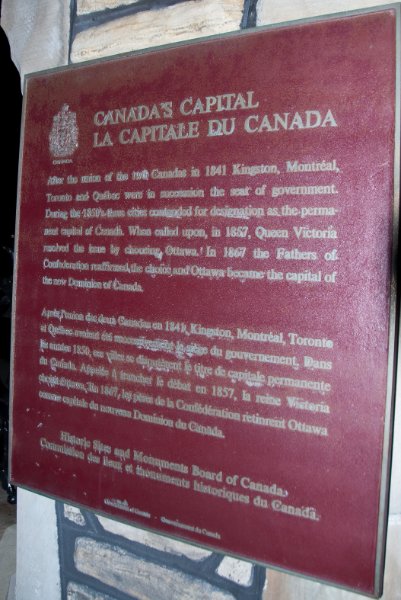 CANADA
CANADA'S CAPITAL
LA CAPITALE DU CANADA
After the union of the two Canadas in 1841 Kingston, Montréal,
Toronto and Québec were in succession the seat of government.
During the 1850's these cities contended for designation as the perma-
nent capital of Canada. When called upon, in 1857, Queen Victoria
resolved the issue by choosing Ottawa. In 1867 the Fathers of
Confederation reaffirmed the choice and Ottawa became the capital of
the new Dominion of Canada.
Après l'union des deux Canadas en 1841, Kingston, Montréal, Toronto
et Québec avaient été successivement le siège du gouvernement. Dans
les années 1850, ces villes se disputèrent le titre de capitale permanente
du Canada. Appelée à trancher le débat en 1857, la reine Victoria
choisit Ottawa. En 1867, les pères de la Confédération retinrent Ottawa
comme capitale du nouveau Dominion du Canada.
Historic Sites and Monuments Board of Canada.
Commission des lieux et monuments historiques du Canada.
Government of Canada - Gouvernement du Canada